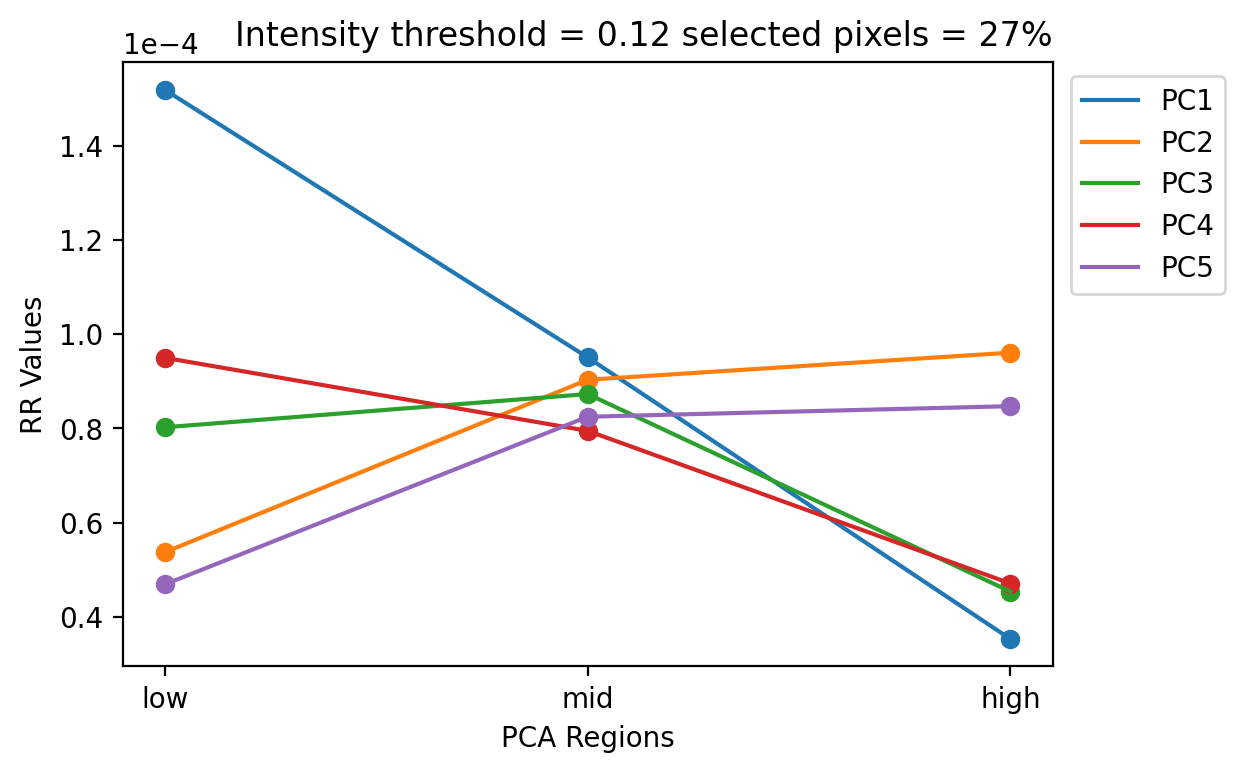 Intensity threshold = 0.12 selected pixels = 27%
1e−4
1.4
1.2
1.0
0.8
0.6
0.4
RR Values
low
mid
high
PCA Regions
PC1
PC2
PC3
PC4
PC5